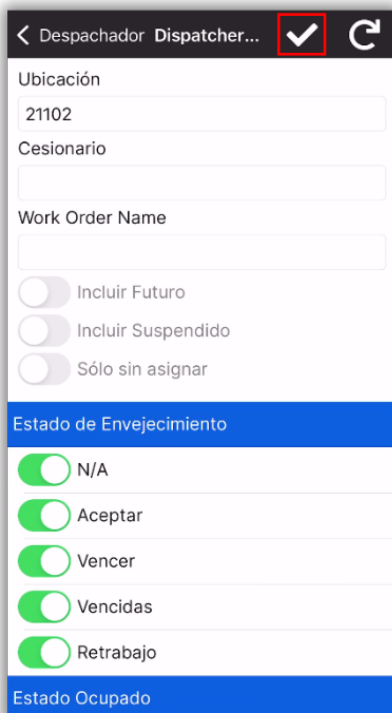 Despachador Dispatcher...
Ubicación
21102
Cesionario
Work Order Name
Incluir Futuro
Incluir Suspendido
Sólo sin asignar
Estado de Envejecimiento
N/A
Aceptar
Vencer
Vencidas
Retrabajo
Estado Ocupado